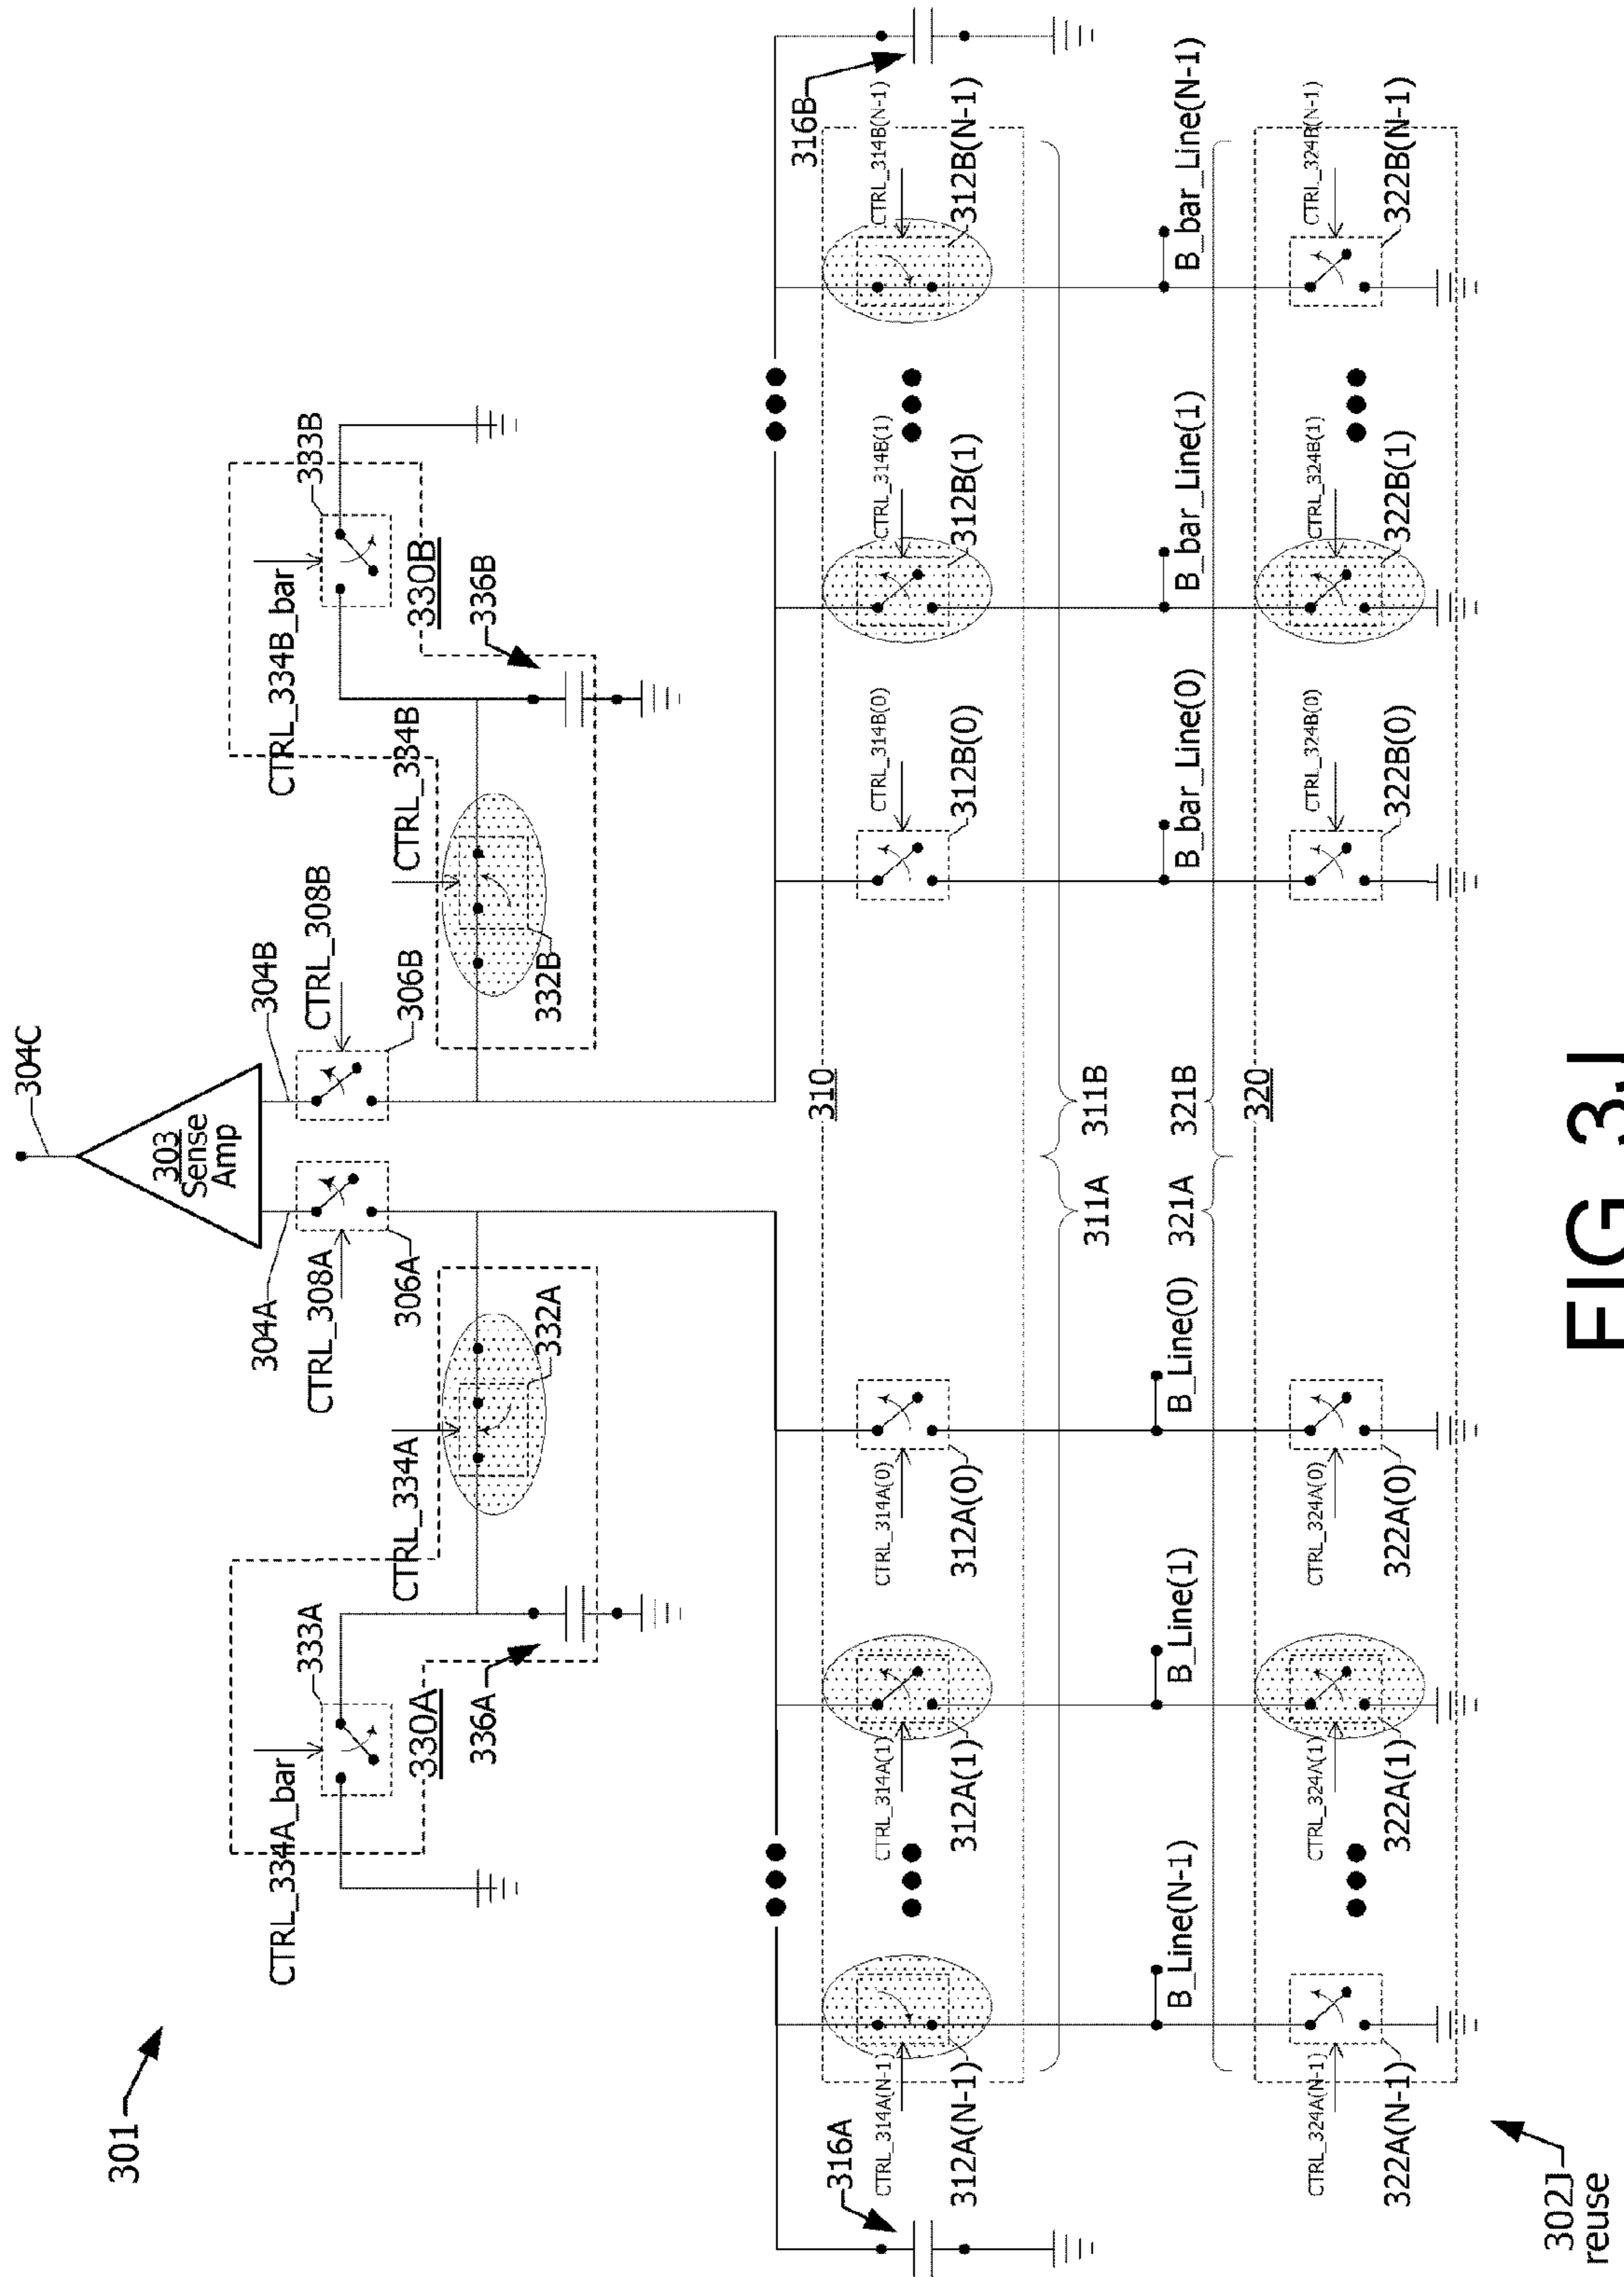 301
304C
303
Sense
Amp
304A
304B
CTRL_308A
CTRL_308B
306A
306B
CTRL_334A_bar
333A
330A
336A
CTRL_334A
332A
CTRL_334B_bar
333B
330B
336B
CTRL_334B
332B
316A
316B
310
CTRL_314A(N-1)
312A(N-1)
CTRL_314A(1)
312A(1)
CTRL_314A(0)
312A(0)
CTRL_314B(0)
312B(0)
CTRL_314B(1)
312B(1)
CTRL_314B(N-1)
312B(N-1)
311A
311B
B_Line(N-1)
B_Line(1)
B_Line(0)
B_bar_Line(0)
B_bar_Line(1)
B_bar_Line(N-1)
321A
321B
320
CTRL_324A(N-1)
322A(N-1)
CTRL_324A(1)
322A(1)
CTRL_324A(0)
322A(0)
CTRL_324B(0)
322B(0)
CTRL_324B(1)
322B(1)
CTRL_324B(N-1)
322B(N-1)
302J
reuse
FIG. 3J